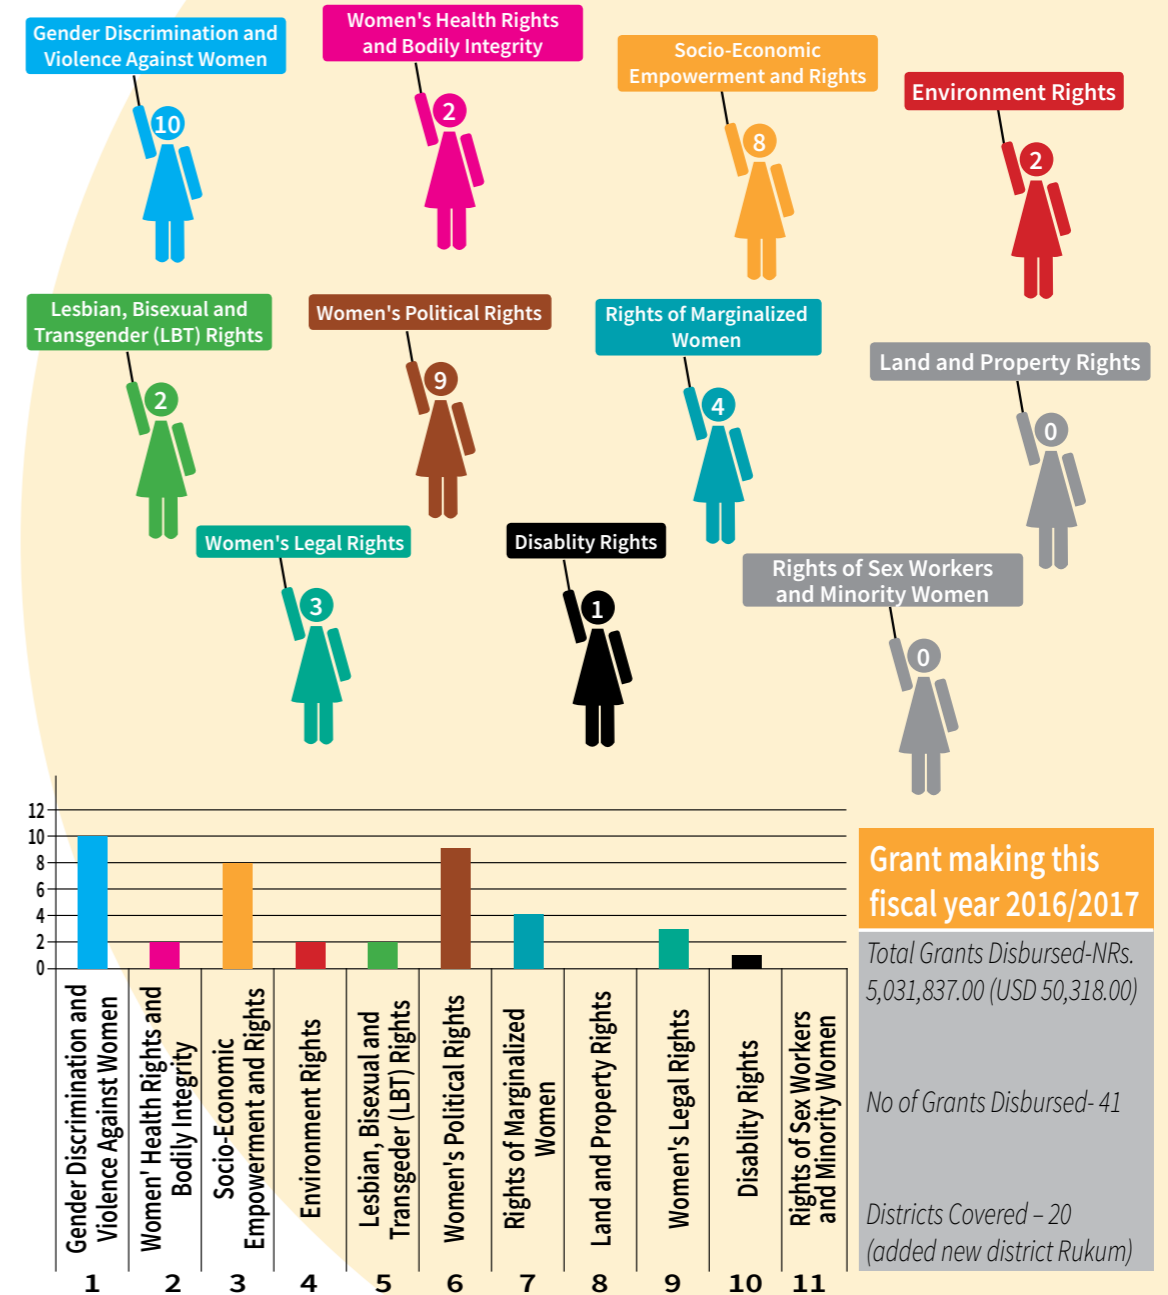 Gender Discrimination and
Violence Against Women
10
Women's Health Rights
and Bodily Integrity
2
Socio-Economic
Empowerment and Rights
8
Environment Rights
2
Lesbian, Bisexual and
Transgender (LBT) Rights
2
Women's Political Rights
9
Rights of Marginalized
Women
4
Land and Property Rights
0
Women's Legal Rights
3
Disablity Rights
1
Rights of Sex Workers
and Minority Women
0
12
10
8
6
4
2
0
Gender Discrimination and
Violence Against Women
Women' Health Rights and
Bodily Integrity
Socio-Economic
Empowerment and Rights
Environment Rights
Lesbian, Bisexual and
Transgeder (LBT) Rights
Women's Political Rights
Rights of Marginalized
Women
Land and Property Rights
Women's Legal Rights
Disablity Rights
Rights of Sex Workers
and Minority Women
1 2 3 4 5 6 7 8 9 10 11
Grant making this
fiscal year 2016/2017
Total Grants Disbursed-NRs.
5,031,837.00 (USD 50,318.00)
No of Grants Disbursed- 41
Districts Covered – 20
(added new district Rukum)